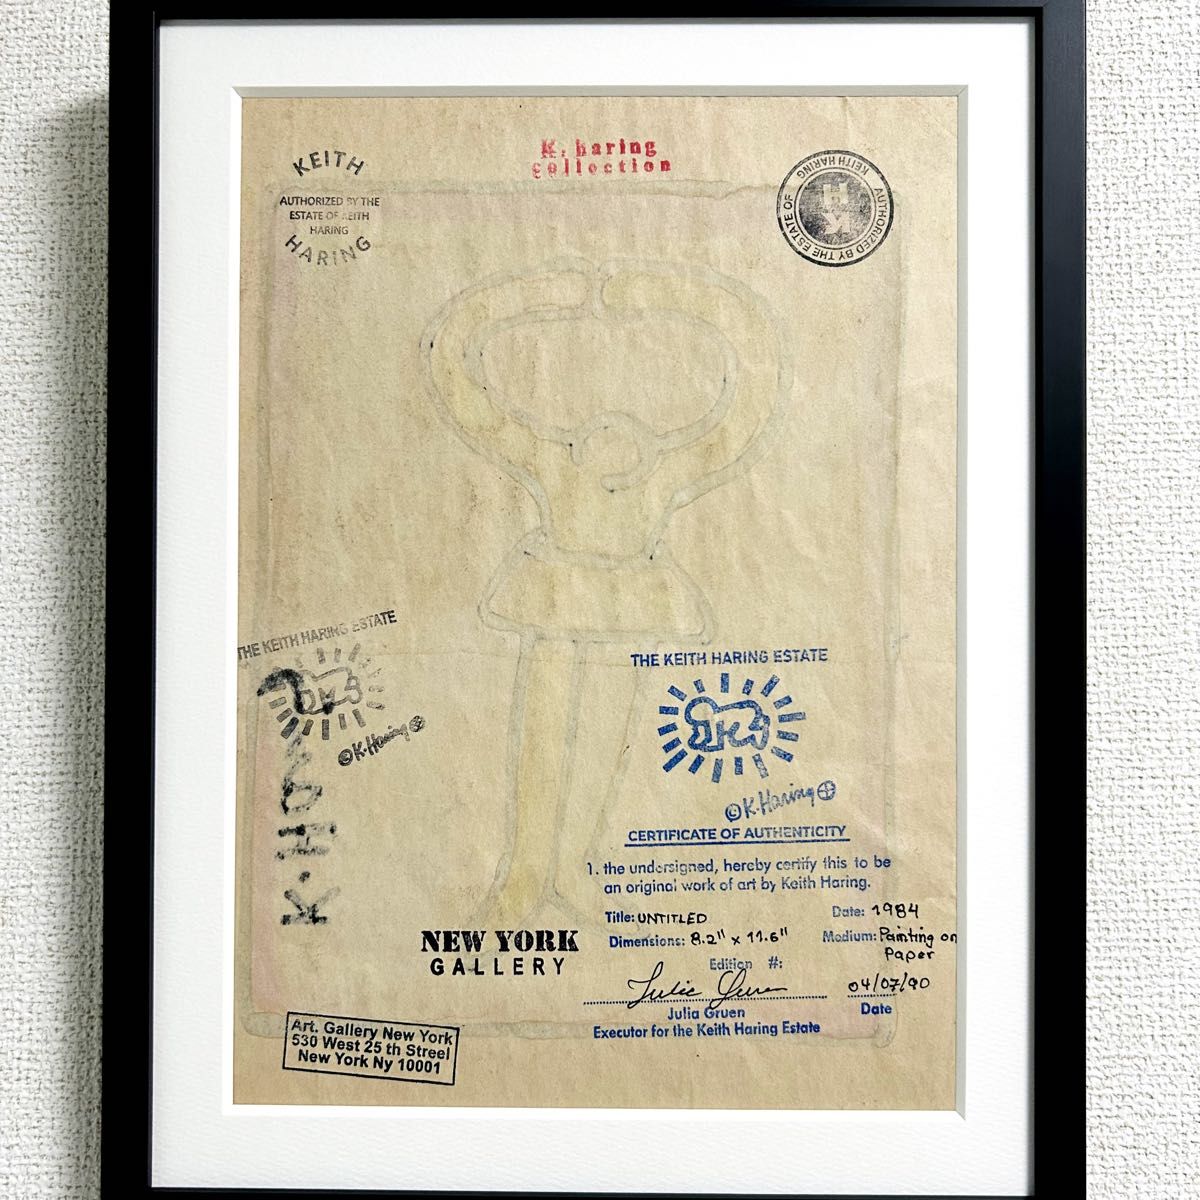 KEITH
AUTHORIZED BY THE
ESTATE OF KEITH
HARING
HARING
K. haring
Collection
AUTHORIZED BY THE ESTATE OF
KEITH HARING
THE KEITH HARING ESTATE
©K·Haring
K·Har
THE KEITH HARING ESTATE
©K·Haring
CERTIFICATE OF AUTHENTICITY
1. the undersigned, hereby certify this to be
an original work of art by Keith Haring.
Title: UNTITLED
Date: 1984
Dimensions: 8.2" x 11.6"
Medium: Painting on
Paper
Edition #:
Julia Gruen
04/07/90
Julia Gruen
Date
Executor for the Keith Haring Estate
NEW YORK
GALLERY
Art. Gallery New York
530 West 25 th Streel
New York Ny 10001